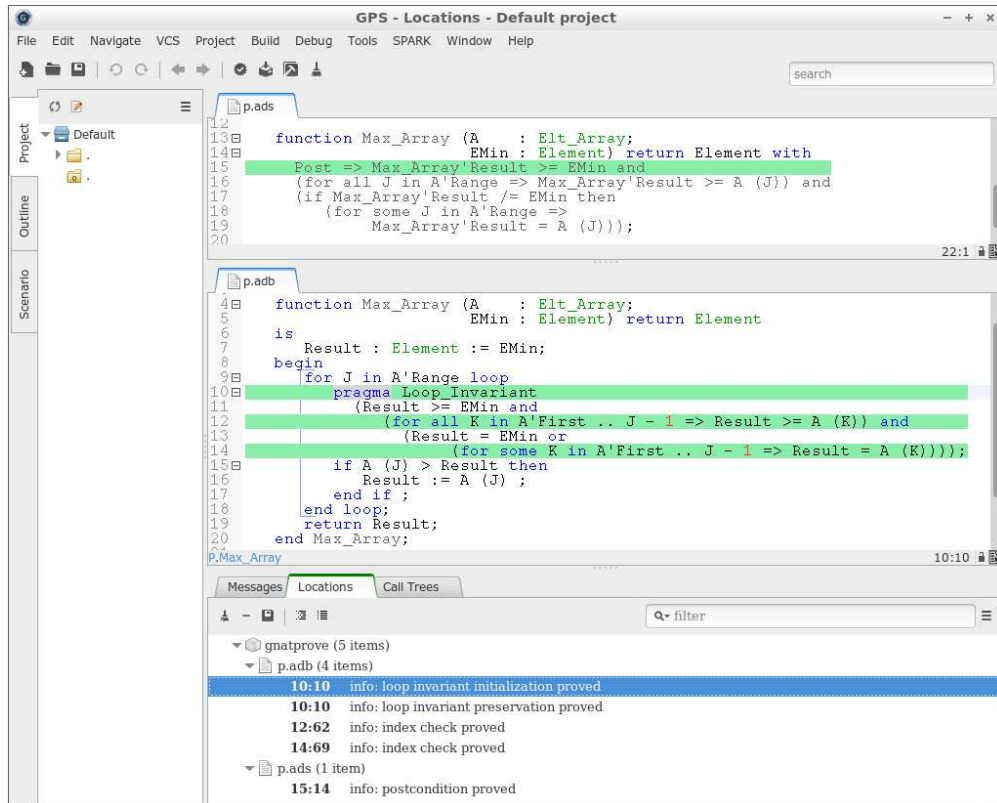 GPS - Locations - Default project
File Edit Navigate VCS Project Build Debug Tools SPARK Window Help
search
Project
Outline
Scenario
Default
.
.
p.ads
12
13 function Max_Array (A : Elt_Array;
14 EMin : Element) return Element with
15 Post => Max_Array'Result >= EMin and
16 (for all J in A'Range => Max_Array'Result >= A (J)) and
17 (if Max_Array'Result /= EMin then
18 (for some J in A'Range =>
19 Max_Array'Result = A (J)));
20
22:1
p.adb
4 function Max_Array (A : Elt_Array;
5 EMin : Element) return Element
6 is
7 Result : Element := EMin;
8 begin
9 for J in A'Range loop
10 pragma Loop_Invariant
11 (Result >= EMin and
12 (for all K in A'First .. J - 1 => Result >= A (K)) and
13 (Result = EMin or
14 (for some K in A'First .. J - 1 => Result = A (K))));
15 if A (J) > Result then
16 Result := A (J) ;
17 end if ;
18 end loop;
19 return Result;
20 end Max_Array;
P.Max_Array
10:10
Messages Locations Call Trees
filter
gnatprove (5 items)
p.adb (4 items)
10:10 info: loop invariant initialization proved
10:10 info: loop invariant preservation proved
12:62 info: index check proved
14:69 info: index check proved
p.ads (1 item)
15:14 info: postcondition proved